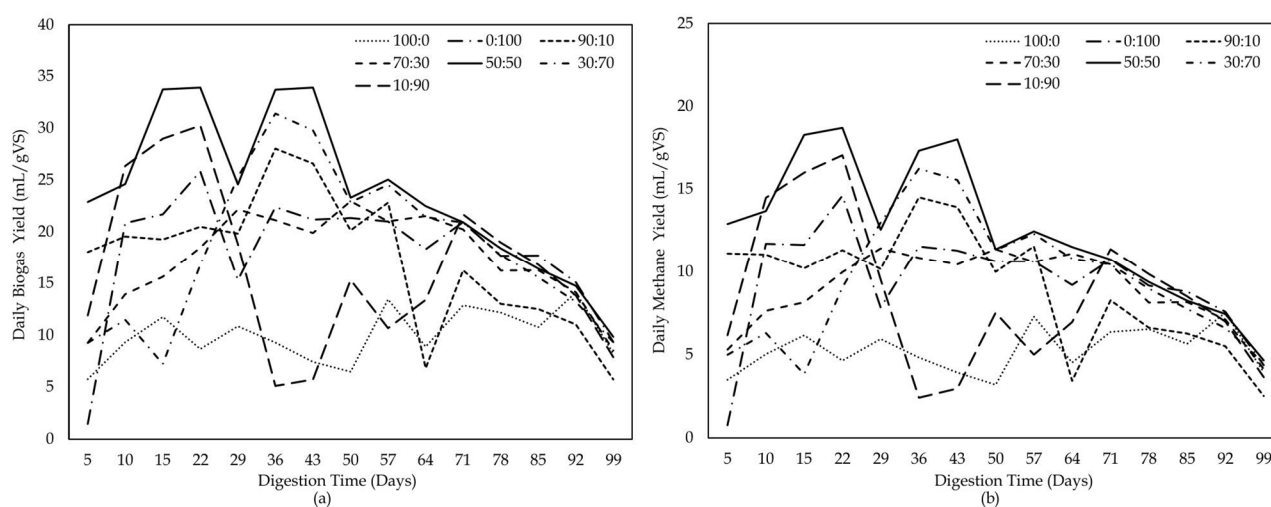 40
35
30
25
20
15
10
5
0
Daily Biogas Yield (mL/gVS)
100:0 0:100 90:10
70:30 50:50 30:70
10:90
5 10 15 22 29 36 43 50 57 64 71 78 85 92 99
Digestion Time (Days)
(a)
25
20
15
10
5
0
Daily Methane Yield (mL/gVS)
100:0 0:100 90:10
70:30 50:50 30:70
10:90
5 10 15 22 29 36 43 50 57 64 71 78 85 92 99
Digestion Time (Days)
(b)